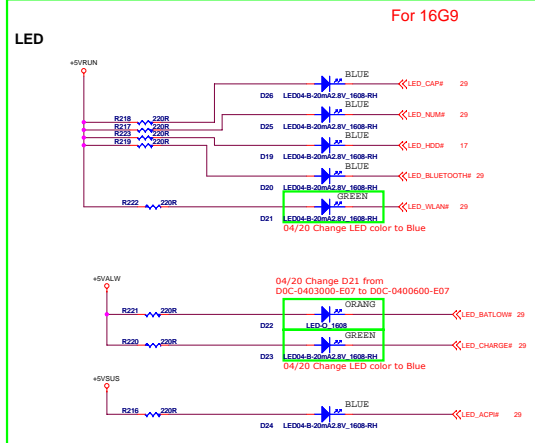 For 16G9
LED
+5VRUN
BLUE
LED_CAP# 29
D26 LED04-B-20mA2.8V_1608-RH
R218 220R
BLUE
LED_NUM# 29
R217 220R
D25 LED04-B-20mA2.8V_1608-RH
R223 220R
BLUE
LED_HDD# 17
R219 220R
D19 LED04-B-20mA2.8V_1608-RH
BLUE
LED_BLUETOOTH# 29
D20 LED04-B-20mA2.8V_1608-RH
GREEN
R222 220R
LED_WLAN# 29
D21 LED04-B-20mA2.8V_1608-RH
04/20 Change LED color to Blue
+5VALW
04/20 Change D21 from
D0C-0403000-E07 to D0C-0400600-E07
ORANG
R221 220R
LED_BATLOW# 29
D22 LED-O_1608
GREEN
R220 220R
LED_CHARGE# 29
D23 LED04-B-20mA2.8V_1608-RH
04/20 Change LED color to Blue
+5VSUS
BLUE
R216 220R
LED_ACPI# 29
D24 LED04-B-20mA2.8V_1608-RH